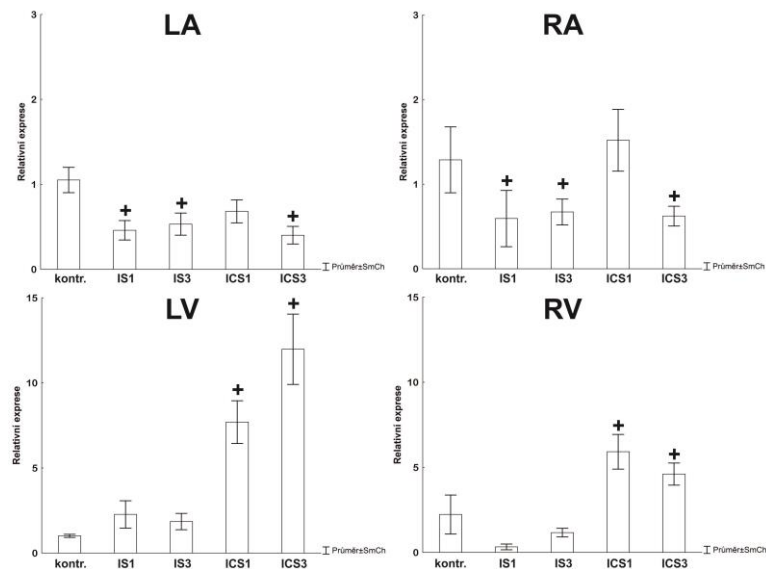 LA
3
2
1
0
Relativní exprese
+
+
+
kontr.
IS1
IS3
ICS1
ICS3
Průměr±SmCh
RA
3
2
1
0
Relativní exprese
+
+
+
kontr.
IS1
IS3
ICS1
ICS3
Průměr±SmCh
LV
15
10
5
0
Relativní exprese
+
+
kontr.
IS1
IS3
ICS1
ICS3
Průměr±SmCh
RV
15
10
5
0
Relativní exprese
+
+
kontr.
IS1
IS3
ICS1
ICS3
Průměr±SmCh